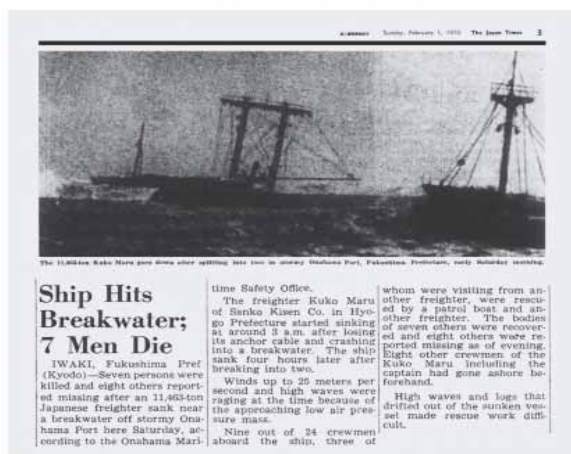 Sunday, February 1, 1970 The Japan Times 3
The 11,463-ton Kuko Maru goes down after splitting into two in stormy Onahama Port, Fukushima Prefecture, early Saturday morning.
Ship Hits
Breakwater;
7 Men Die
IWAKI, Fukushima Pref
(Kyodo)—Seven persons were
killed and eight others report-
ed missing after an 11,463-ton
Japanese freighter sank near
a breakwater off stormy Ona-
hama Port here Saturday, ac-
cording to the Onahama Mari-
time Safety Office.
The freighter Kuko Maru
of Sanko Kisen Co. in Hyo-
go Prefecture started sinking
at around 3 a.m. after losing
its anchor cable and crashing
into a breakwater. The ship
sank four hours later after
breaking into two.
Winds up to 25 meters per
second and high waves were
raging at the time because of
the approaching low air pres-
sure mass.
Nine out of 24 crewmen
aboard the ship, three of
whom were visiting from an-
other freighter, were rescu-
ed by a patrol boat and an-
other freighter. The bodies
of seven others were recover-
ed and eight others were re-
ported missing as of evening.
Eight other crewmen of the
Kuko Maru including the
captain had gone ashore be-
forehand.
High waves and logs that
drifted out of the sunken ves-
sel made rescue work diffi-
cult.